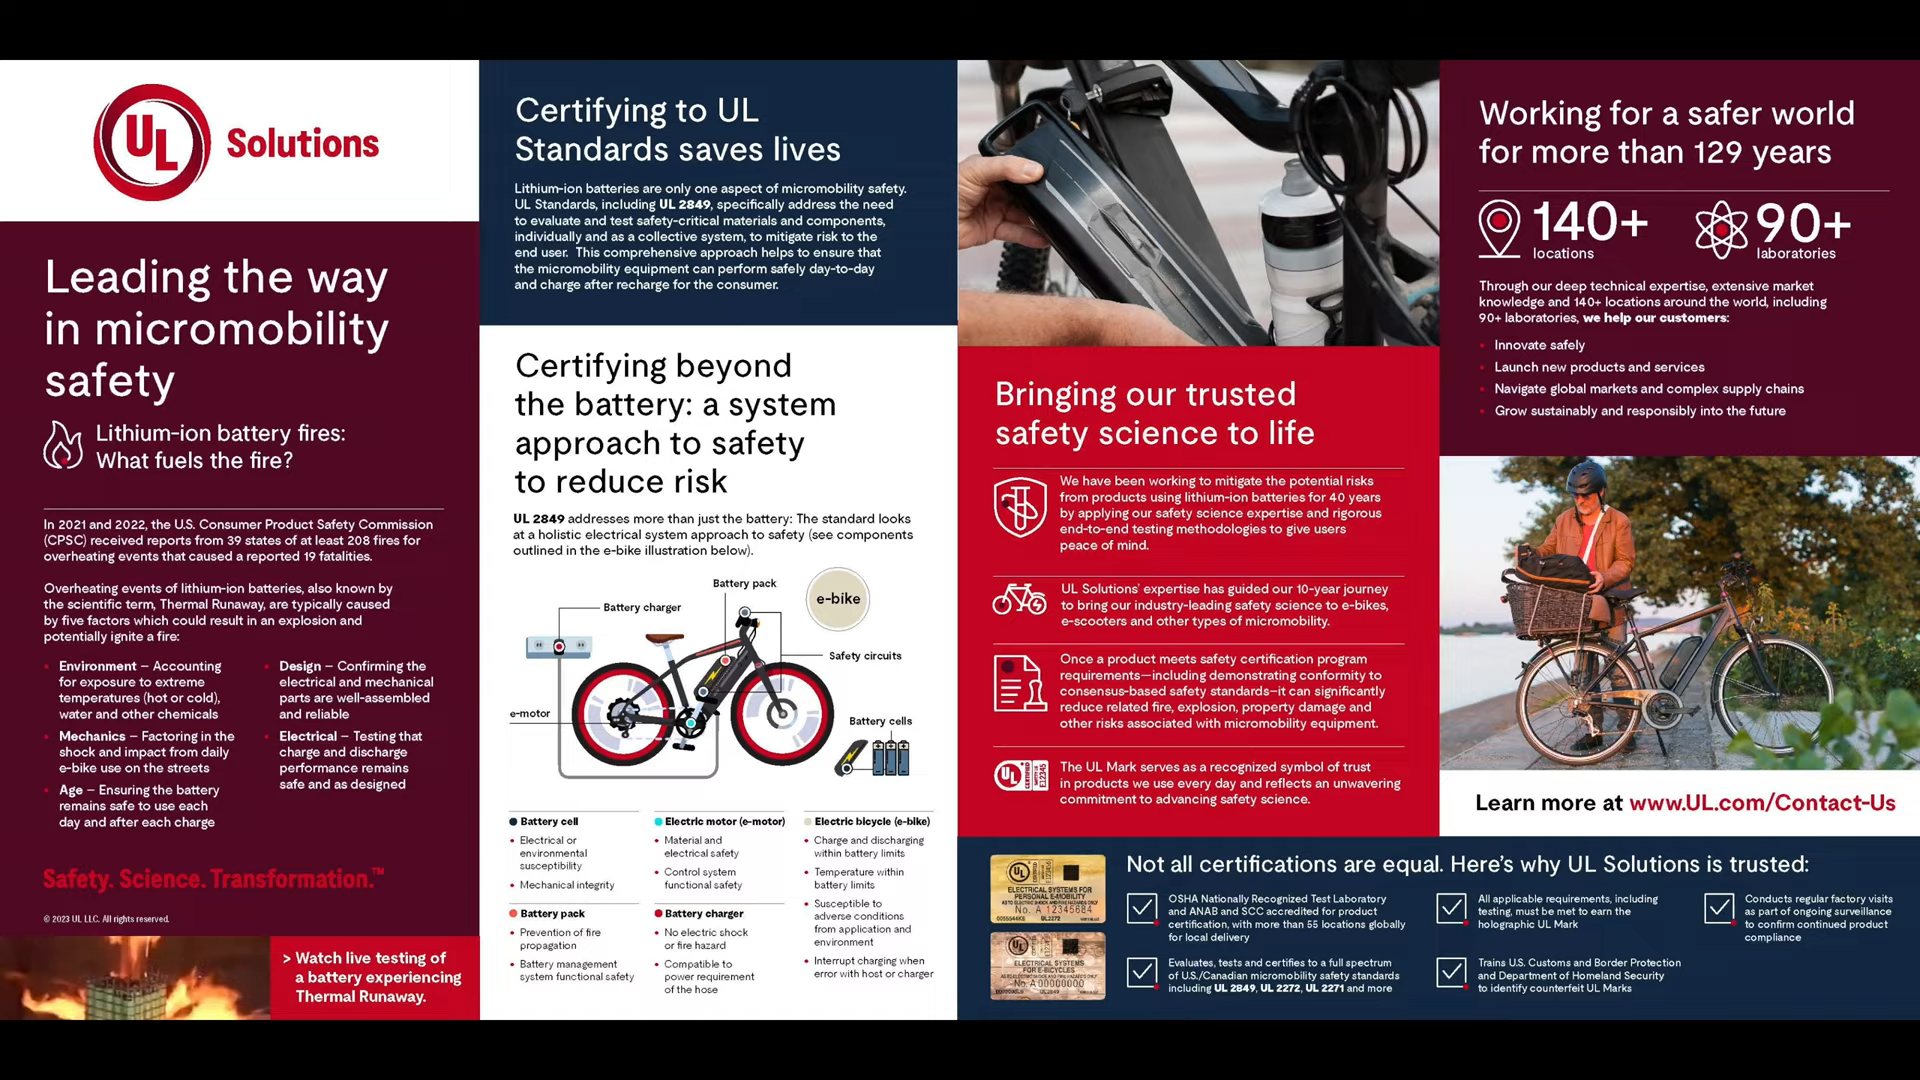 UL
Solutions
Leading the way
in micromobility
safety
Lithium-ion battery fires:
What fuels the fire?
In 2021 and 2022, the U.S. Consumer Product Safety Commission
(CPSC) received reports from 39 states of at least 208 fires for
overheating events that caused a reported 19 fatalities.
Overheating events of lithium-ion batteries, also known by
the scientific term, Thermal Runaway, are typically caused
by five factors which could result in an explosion and
potentially ignite a fire:
• Environment – Accounting
for exposure to extreme
temperatures (hot or cold),
water and other chemicals
• Mechanics – Factoring in the
shock and impact from daily
e-bike use on the streets
• Age – Ensuring the battery
remains safe to use each
day and after each charge
• Design – Confirming the
electrical and mechanical
parts are well-assembled
and reliable
• Electrical – Testing that
charge and discharge
performance remains
safe and as designed
Safety. Science. Transformation.™
© 2023 UL LLC. All rights reserved.
> Watch live testing of
a battery experiencing
Thermal Runaway.
Certifying to UL
Standards saves lives
Lithium-ion batteries are only one aspect of micromobility safety.
UL Standards, including UL 2849, specifically address the need
to evaluate and test safety-critical materials and components,
individually and as a collective system, to mitigate risk to the
end user. This comprehensive approach helps to ensure that
the micromobility equipment can perform safely day-to-day
and charge after recharge for the consumer.
Certifying beyond
the battery: a system
approach to safety
to reduce risk
UL 2849 addresses more than just the battery: The standard looks
at a holistic electrical system approach to safety (see components
outlined in the e-bike illustration below).
Battery pack
e-bike
Battery charger
Safety circuits
e-motor
Battery cells
Battery cell
• Electrical or
environmental
susceptibility
• Mechanical integrity
Battery pack
• Prevention of fire
propagation
• Battery management
system functional safety
Electric motor (e-motor)
• Material and
electrical safety
• Control system
functional safety
Battery charger
• No electric shock
or fire hazard
• Compatible to
power requirement
of the hose
Electric bicycle (e-bike)
• Charge and discharging
within battery limits
• Temperature within
battery limits
• Susceptible to
adverse conditions
from application and
environment
• Interrupt charging when
error with host or charger
Bringing our trusted
safety science to life
We have been working to mitigate the potential risks
from products using lithium-ion batteries for 40 years
by applying our safety science expertise and rigorous
end-to-end testing methodologies to give users
peace of mind.
UL Solutions' expertise has guided our 10-year journey
to bring our industry-leading safety science to e-bikes,
e-scooters and other types of micromobility.
Once a product meets safety certification program
requirements—including demonstrating conformity to
consensus-based safety standards—it can significantly
reduce related fire, explosion, property damage and
other risks associated with micromobility equipment.
UL
The UL Mark serves as a recognized symbol of trust
in products we use every day and reflects an unwavering
commitment to advancing safety science.
Working for a safer world
for more than 129 years
140+
locations
90+
laboratories
Through our deep technical expertise, extensive market
knowledge and 140+ locations around the world, including
90+ laboratories, we help our customers:
• Innovate safely
• Launch new products and services
• Navigate global markets and complex supply chains
• Grow sustainably and responsibly into the future
Learn more at www.UL.com/Contact-Us
UL
ELECTRICAL SYSTEMS FOR
PERSONAL E-MOBILITY
No. A 12345684
UL2272
UL
ELECTRICAL SYSTEMS
FOR E-BICYCLES
No. A 00000000
Not all certifications are equal. Here's why UL Solutions is trusted:
OSHA Nationally Recognized Test Laboratory
and ANAB and SCC accredited for product
certification, with more than 55 locations globally
for local delivery
Evaluates, tests and certifies to a full spectrum
of U.S./Canadian micromobility safety standards
including UL 2849, UL 2272, UL 2271 and more
All applicable requirements, including
testing, must be met to earn the
holographic UL Mark
Trains U.S. Customs and Border Protection
and Department of Homeland Security
to identify counterfeit UL Marks
Conducts regular factory visits
as part of ongoing surveillance
to confirm continued product
compliance